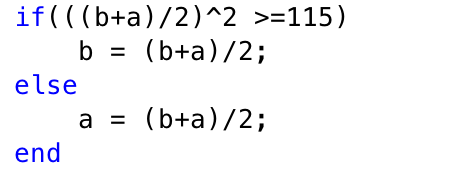 if(((b+a)/2)^2 >=115)
    b = (b+a)/2;
else
    a = (b+a)/2;
end